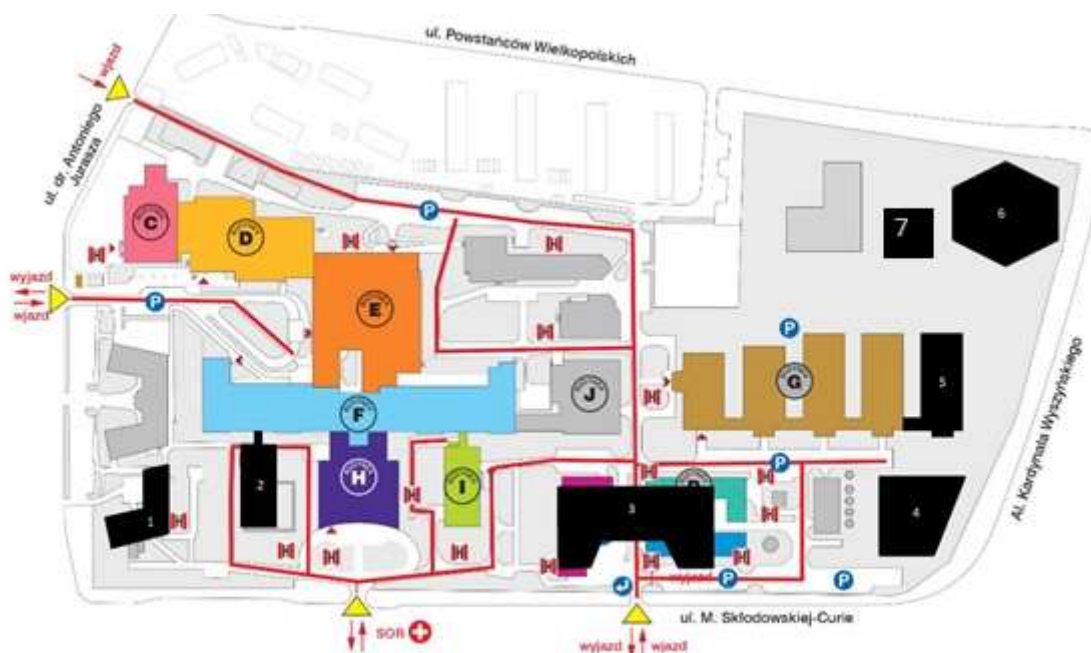 ul. Powstańców Wielkopolskich
wjazd
ul. dr. Antoniego
Jurasza
P
C
D
7
6
E
wyjazd
wjazd
P
P
G
5
J
F
Al. Kardynała Wyszyńskiego
H
I
P
2
1
3
4
wyjazd
P
P
ul. M. Skłodowskiej-Curie
SOR
wyjazd
wjazd